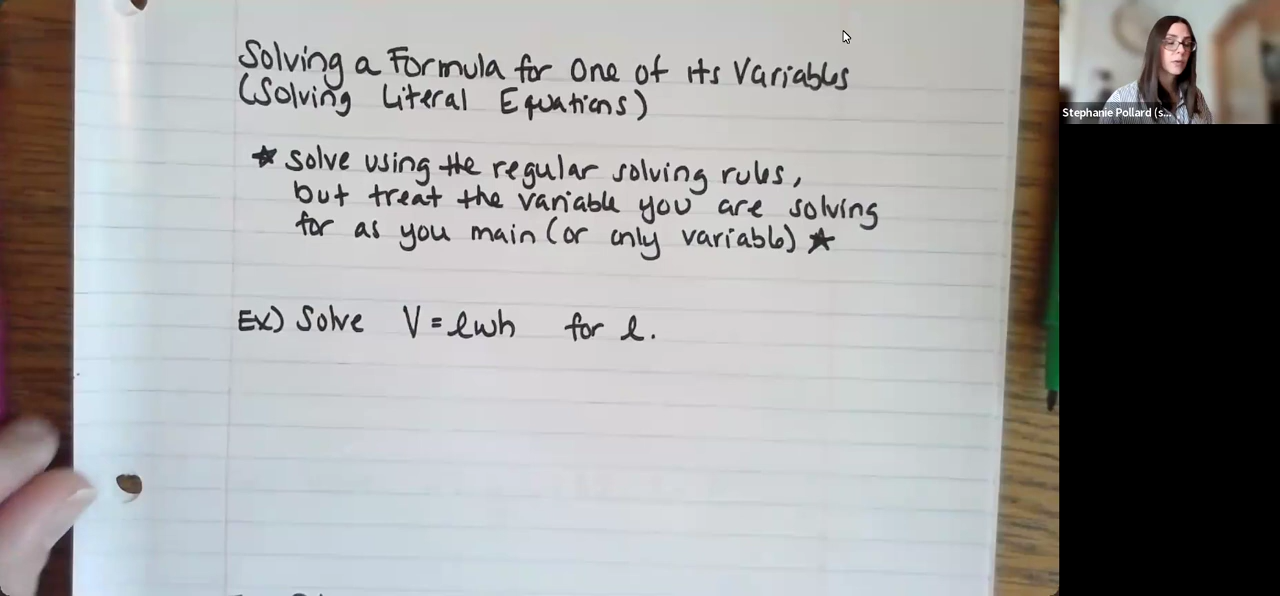 Solving a Formula for One of its Variables
(Solving Literal Equations)
★ solve using the regular solving rules,
but treat the variable you are solving
for as you main (or only variable) ★
Ex) Solve V = lwh for l.
Stephanie Pollard (s...